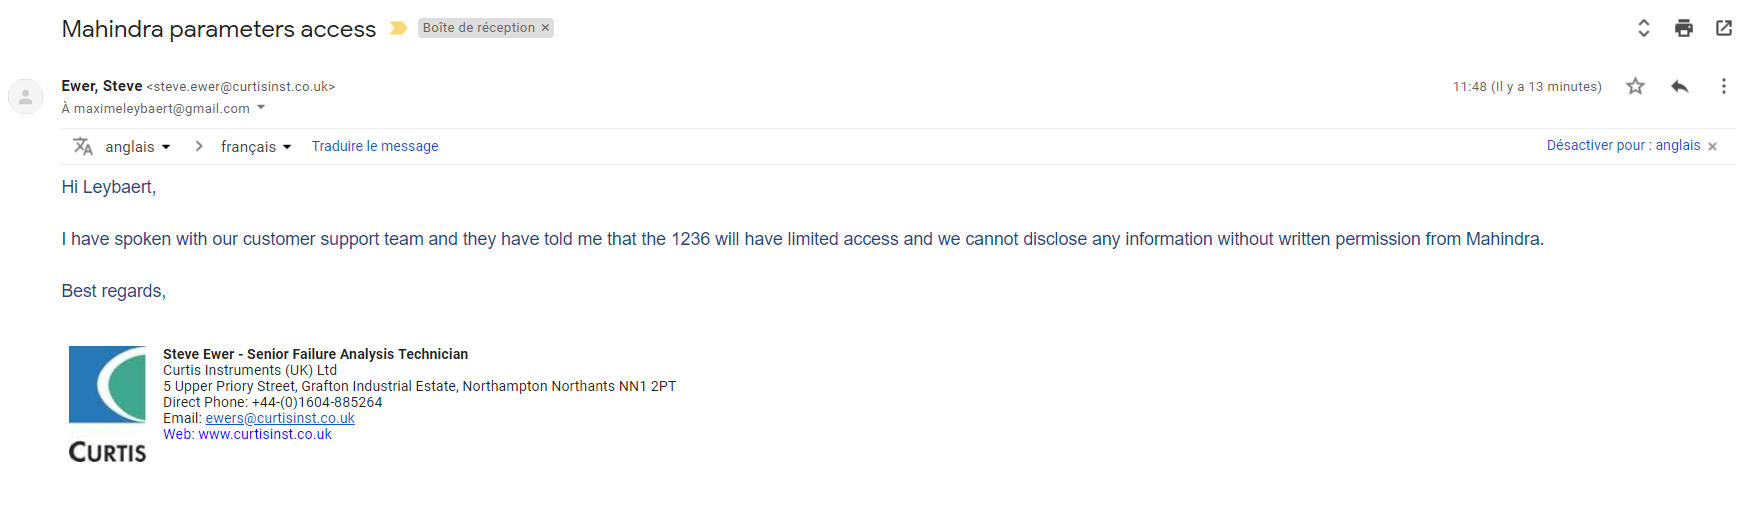 Mahindra parameters access Boîte de réception ×
Ewer, Steve <steve.ewer@curtisinst.co.uk> 11:48 (Il y a 13 minutes)
À maximeleybaert@gmail.com
anglais > français Traduire le message Désactiver pour : anglais ×
Hi Leybaert,
I have spoken with our customer support team and they have told me that the 1236 will have limited access and we cannot disclose any information without written permission from Mahindra.
Best regards,
Steve Ewer - Senior Failure Analysis Technician
Curtis Instruments (UK) Ltd
5 Upper Priory Street, Grafton Industrial Estate, Northampton Northants NN1 2PT
Direct Phone: +44-(0)1604-885264
Email: ewers@curtisinst.co.uk
Web: www.curtisinst.co.uk
CURTIS